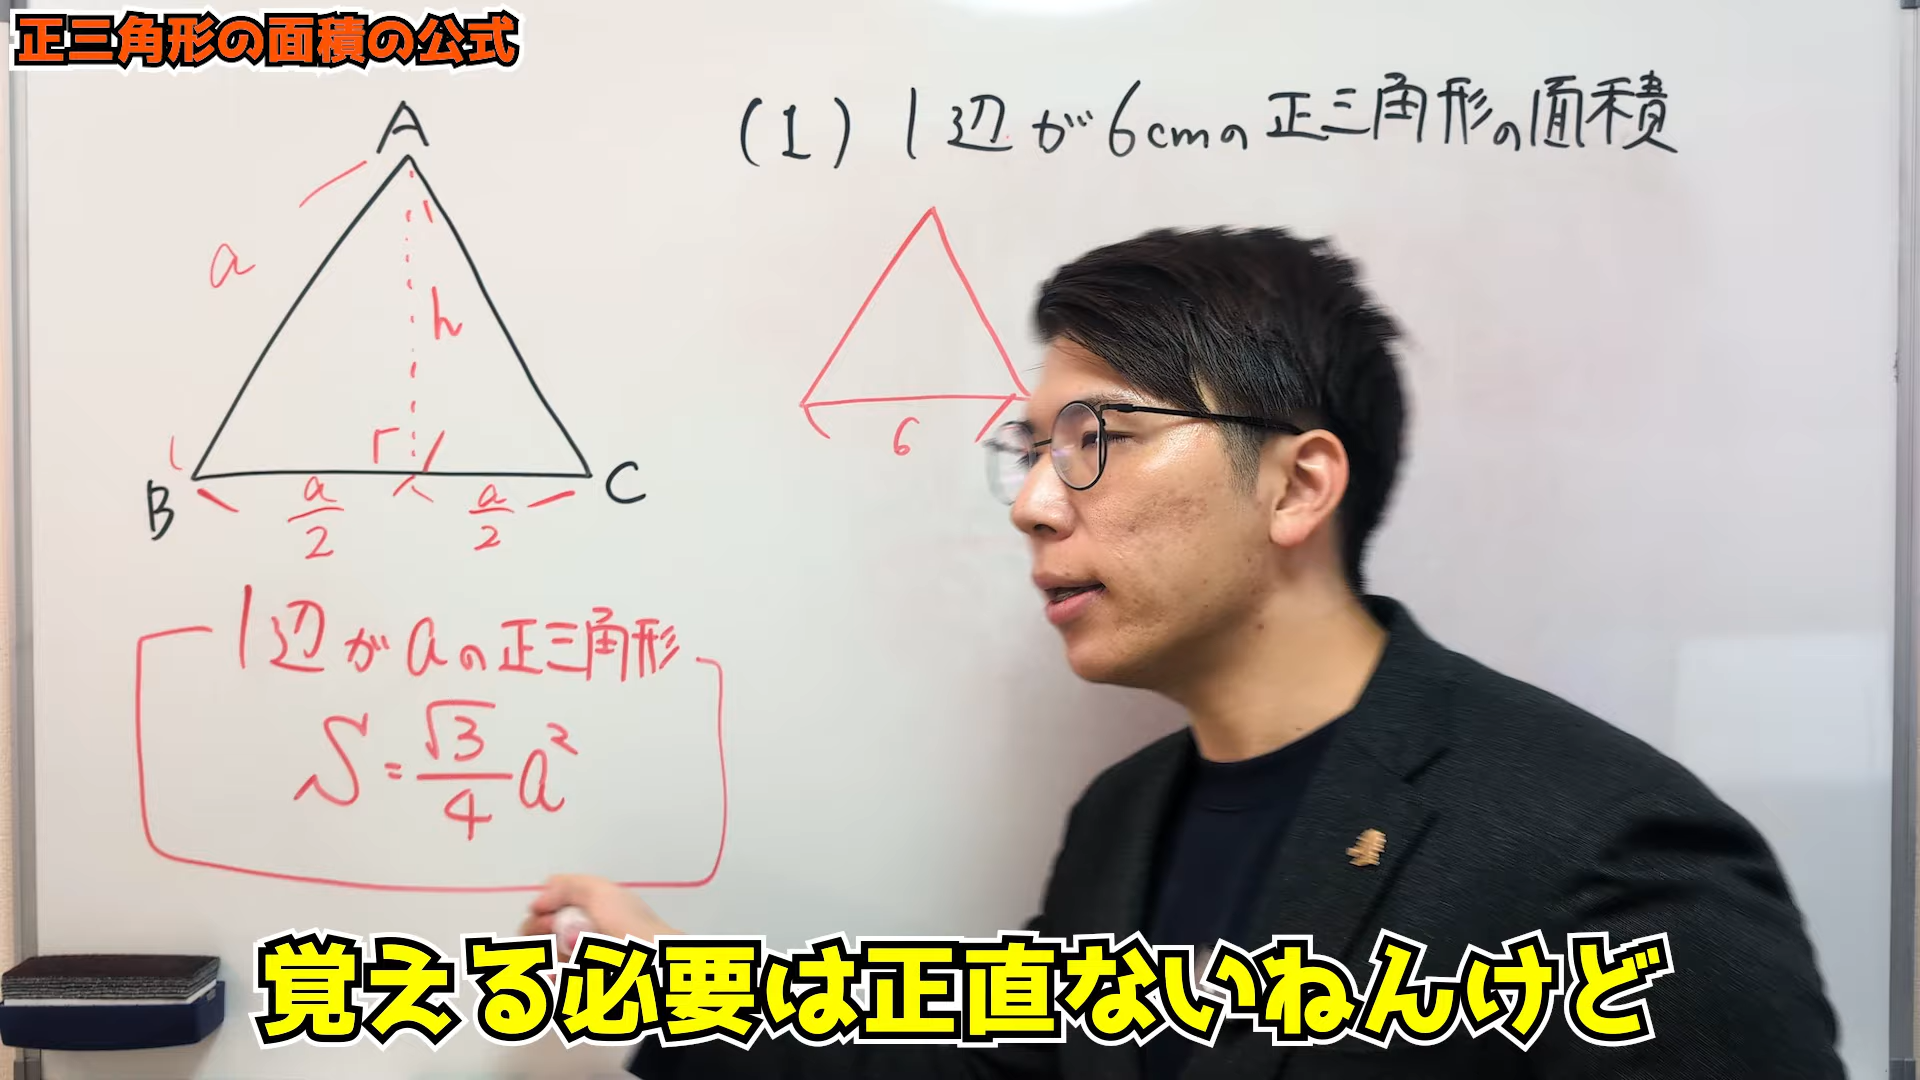 正三角形の面積の公式
(1) 1辺が6cmの正三角形の面積
A
a
h
B
C
a/2
a/2
6
1辺がaの正三角形
S=√3/4 a²
覚える必要は正直ないねんけど